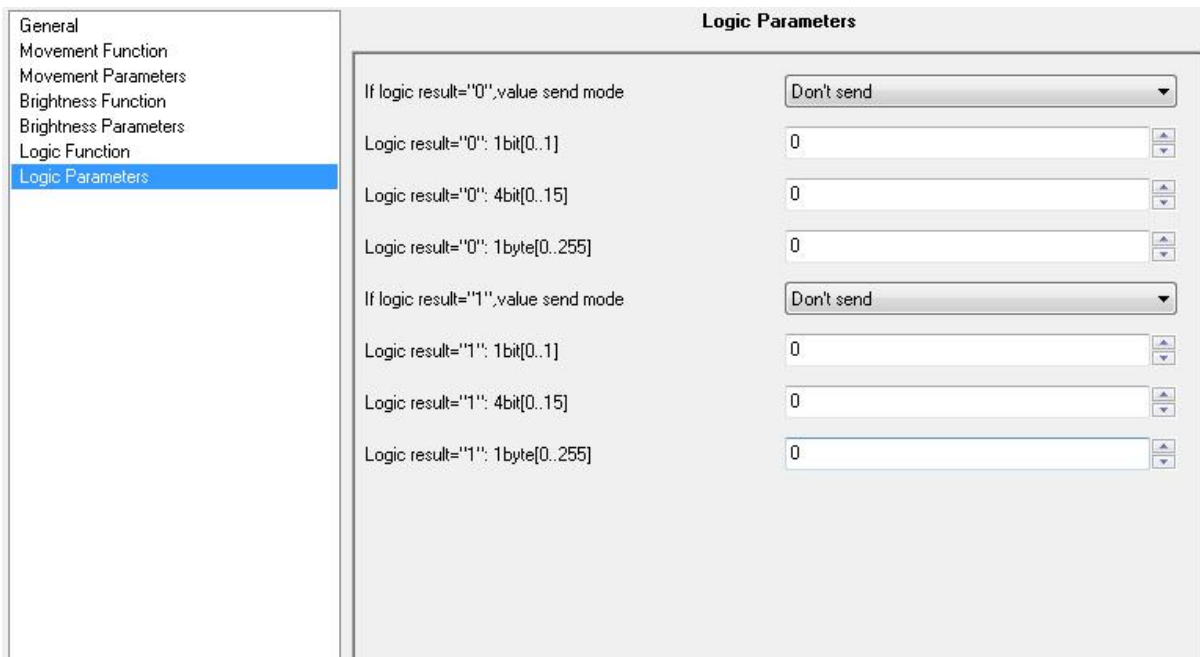 General
Movement Function
Movement Parameters
Brightness Function
Brightness Parameters
Logic Function
Logic Parameters
Logic Parameters
If logic result="0",value send mode Don't send
Logic result="0": 1bit[0..1] 0
Logic result="0": 4bit[0..15] 0
Logic result="0": 1byte[0..255] 0
If logic result="1",value send mode Don't send
Logic result="1": 1bit[0..1] 0
Logic result="1": 4bit[0..15] 0
Logic result="1": 1byte[0..255] 0